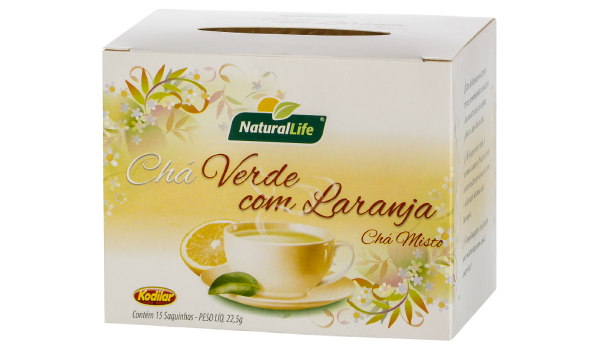 NaturalLife®
Chá Verde
com Laranja
Chá Misto
Kodilar
Contém 15 Saquinhos - PESO LÍQ. 22,5g